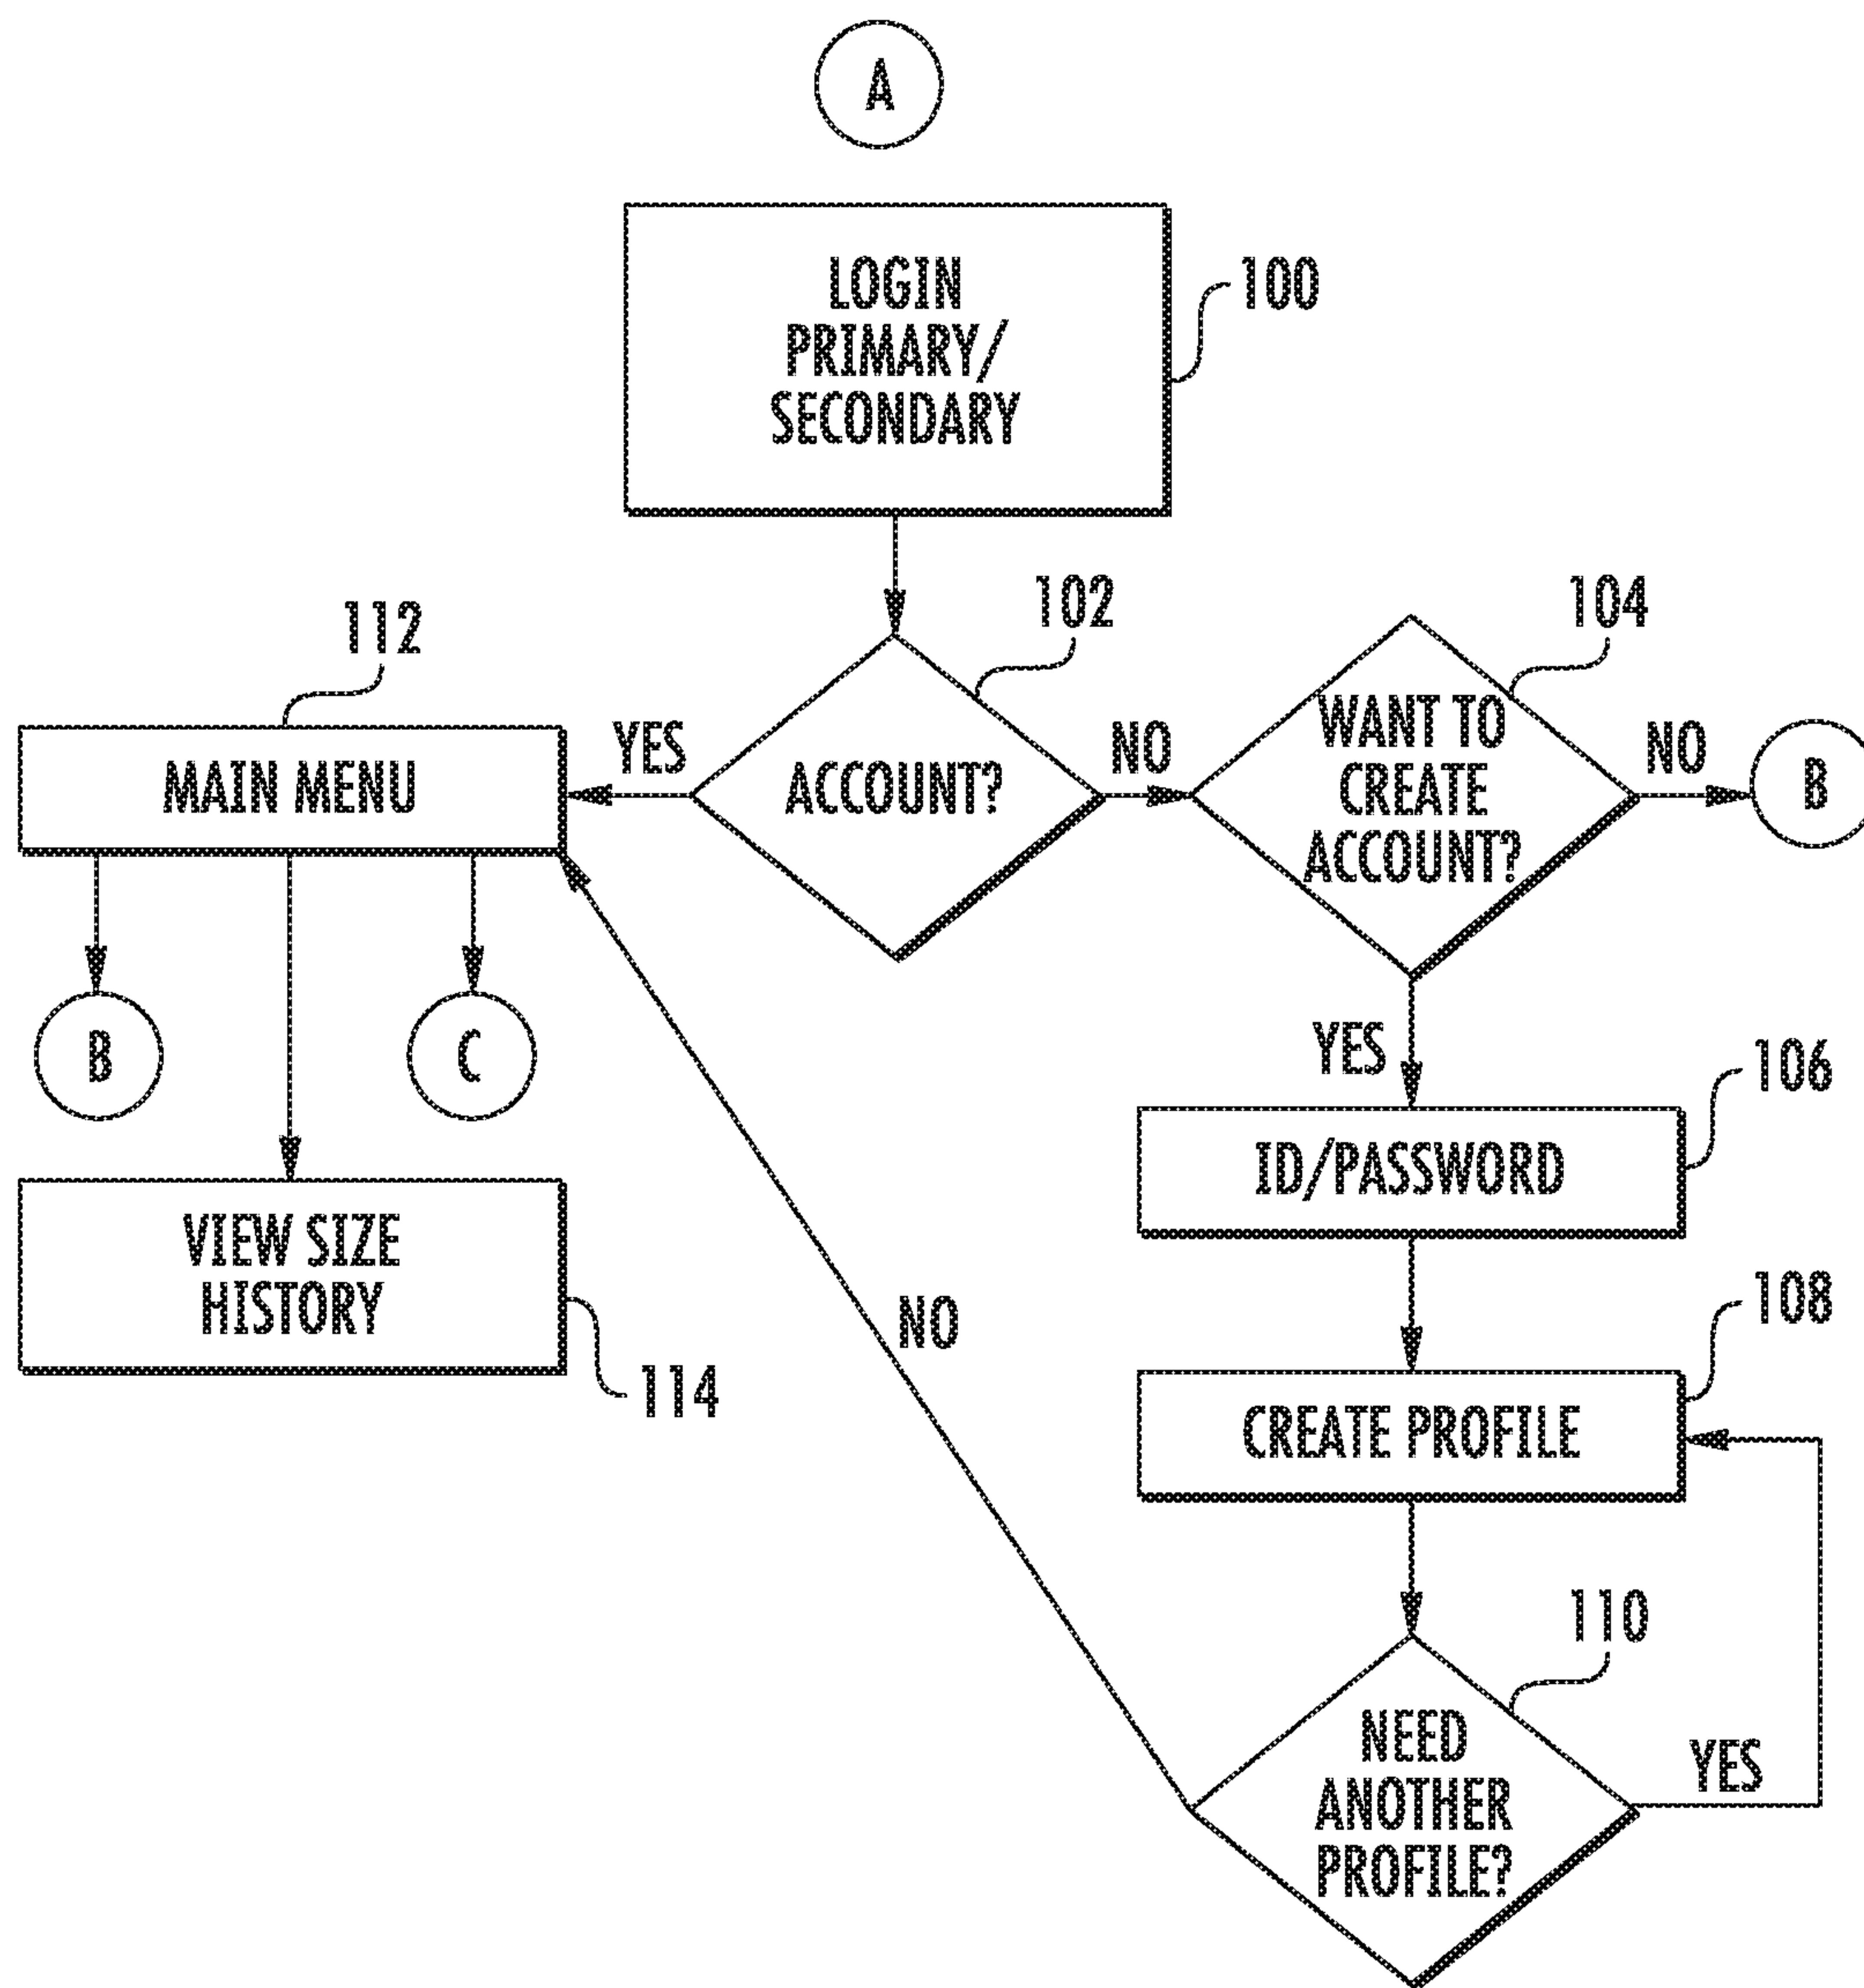 A
LOGIN
PRIMARY/
SECONDARY
100
102
104
112
MAIN MENU
YES
ACCOUNT?
NO
WANT TO
CREATE
ACCOUNT?
NO
B
B
C
YES
106
ID/PASSWORD
VIEW SIZE
HISTORY
114
NO
108
CREATE PROFILE
110
NEED
ANOTHER
PROFILE?
YES